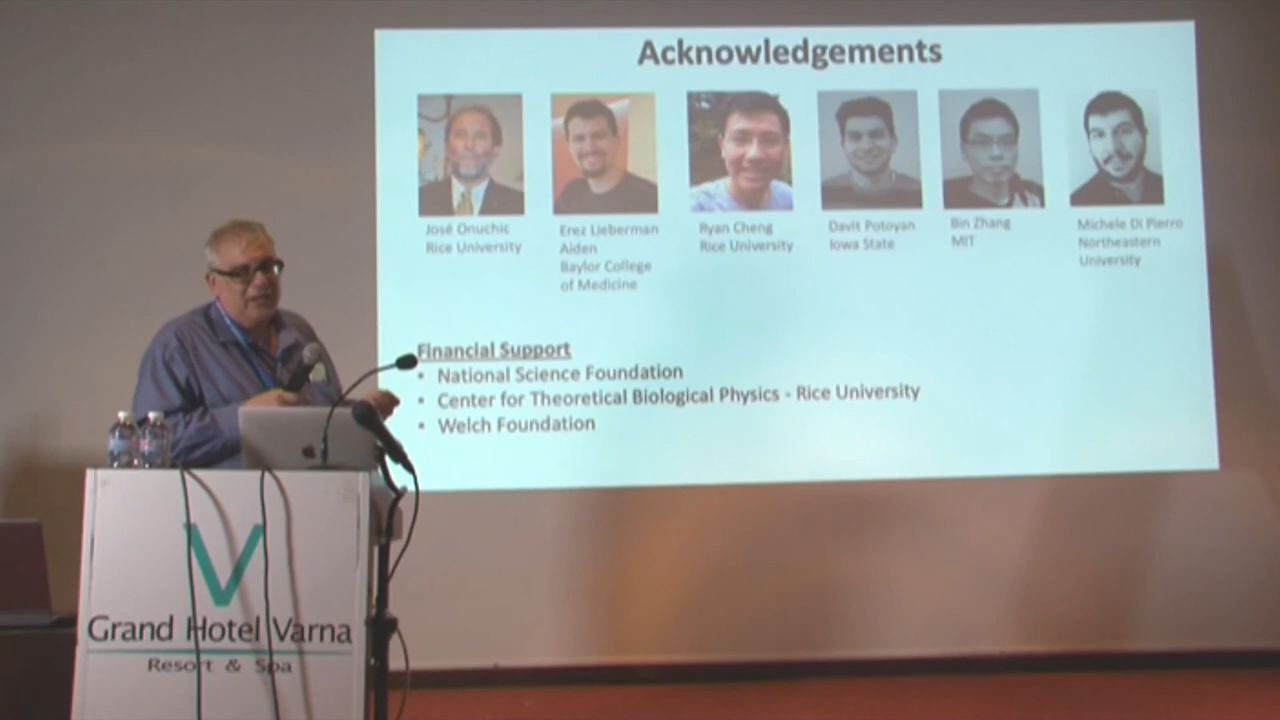 Acknowledgements
José Onuchic
Rice University
Erez Lieberman
Aiden
Baylor College
of Medicine
Ryan Cheng
Rice University
Davit Potoyan
Iowa State
Bin Zhang
MIT
Michele Di Pierro
Northeastern
University
Financial Support
• National Science Foundation
• Center for Theoretical Biological Physics - Rice University
• Welch Foundation
V
Grand Hotel Varna
Resort & Spa